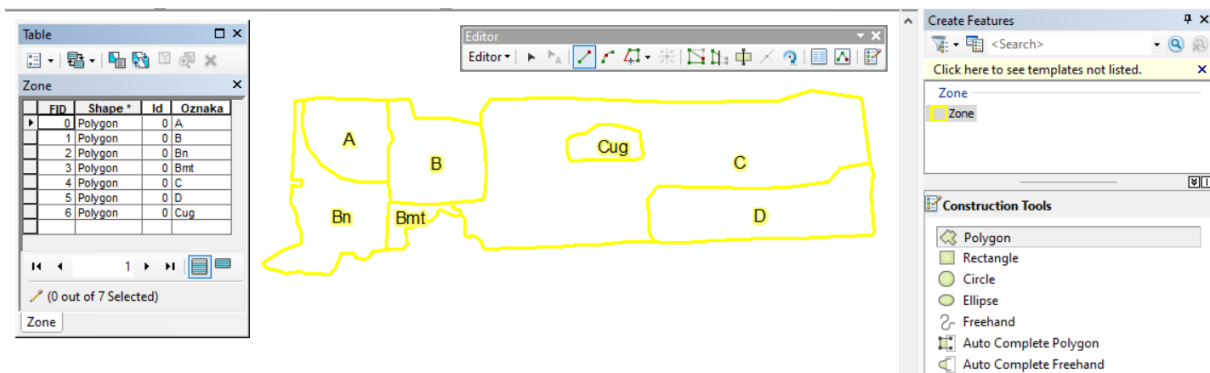 Table
Zone
FID Shape * Id Oznaka
0 Polygon 0 A
1 Polygon 0 B
2 Polygon 0 Bn
3 Polygon 0 Bmt
4 Polygon 0 C
5 Polygon 0 D
6 Polygon 0 Cug
1
(0 out of 7 Selected)
Zone
Editor
Editor
A
B
Cug
C
Bn
Bmt
D
Create Features
<Search>
Click here to see templates not listed.
Zone
Zone
Construction Tools
Polygon
Rectangle
Circle
Ellipse
Freehand
Auto Complete Polygon
Auto Complete Freehand